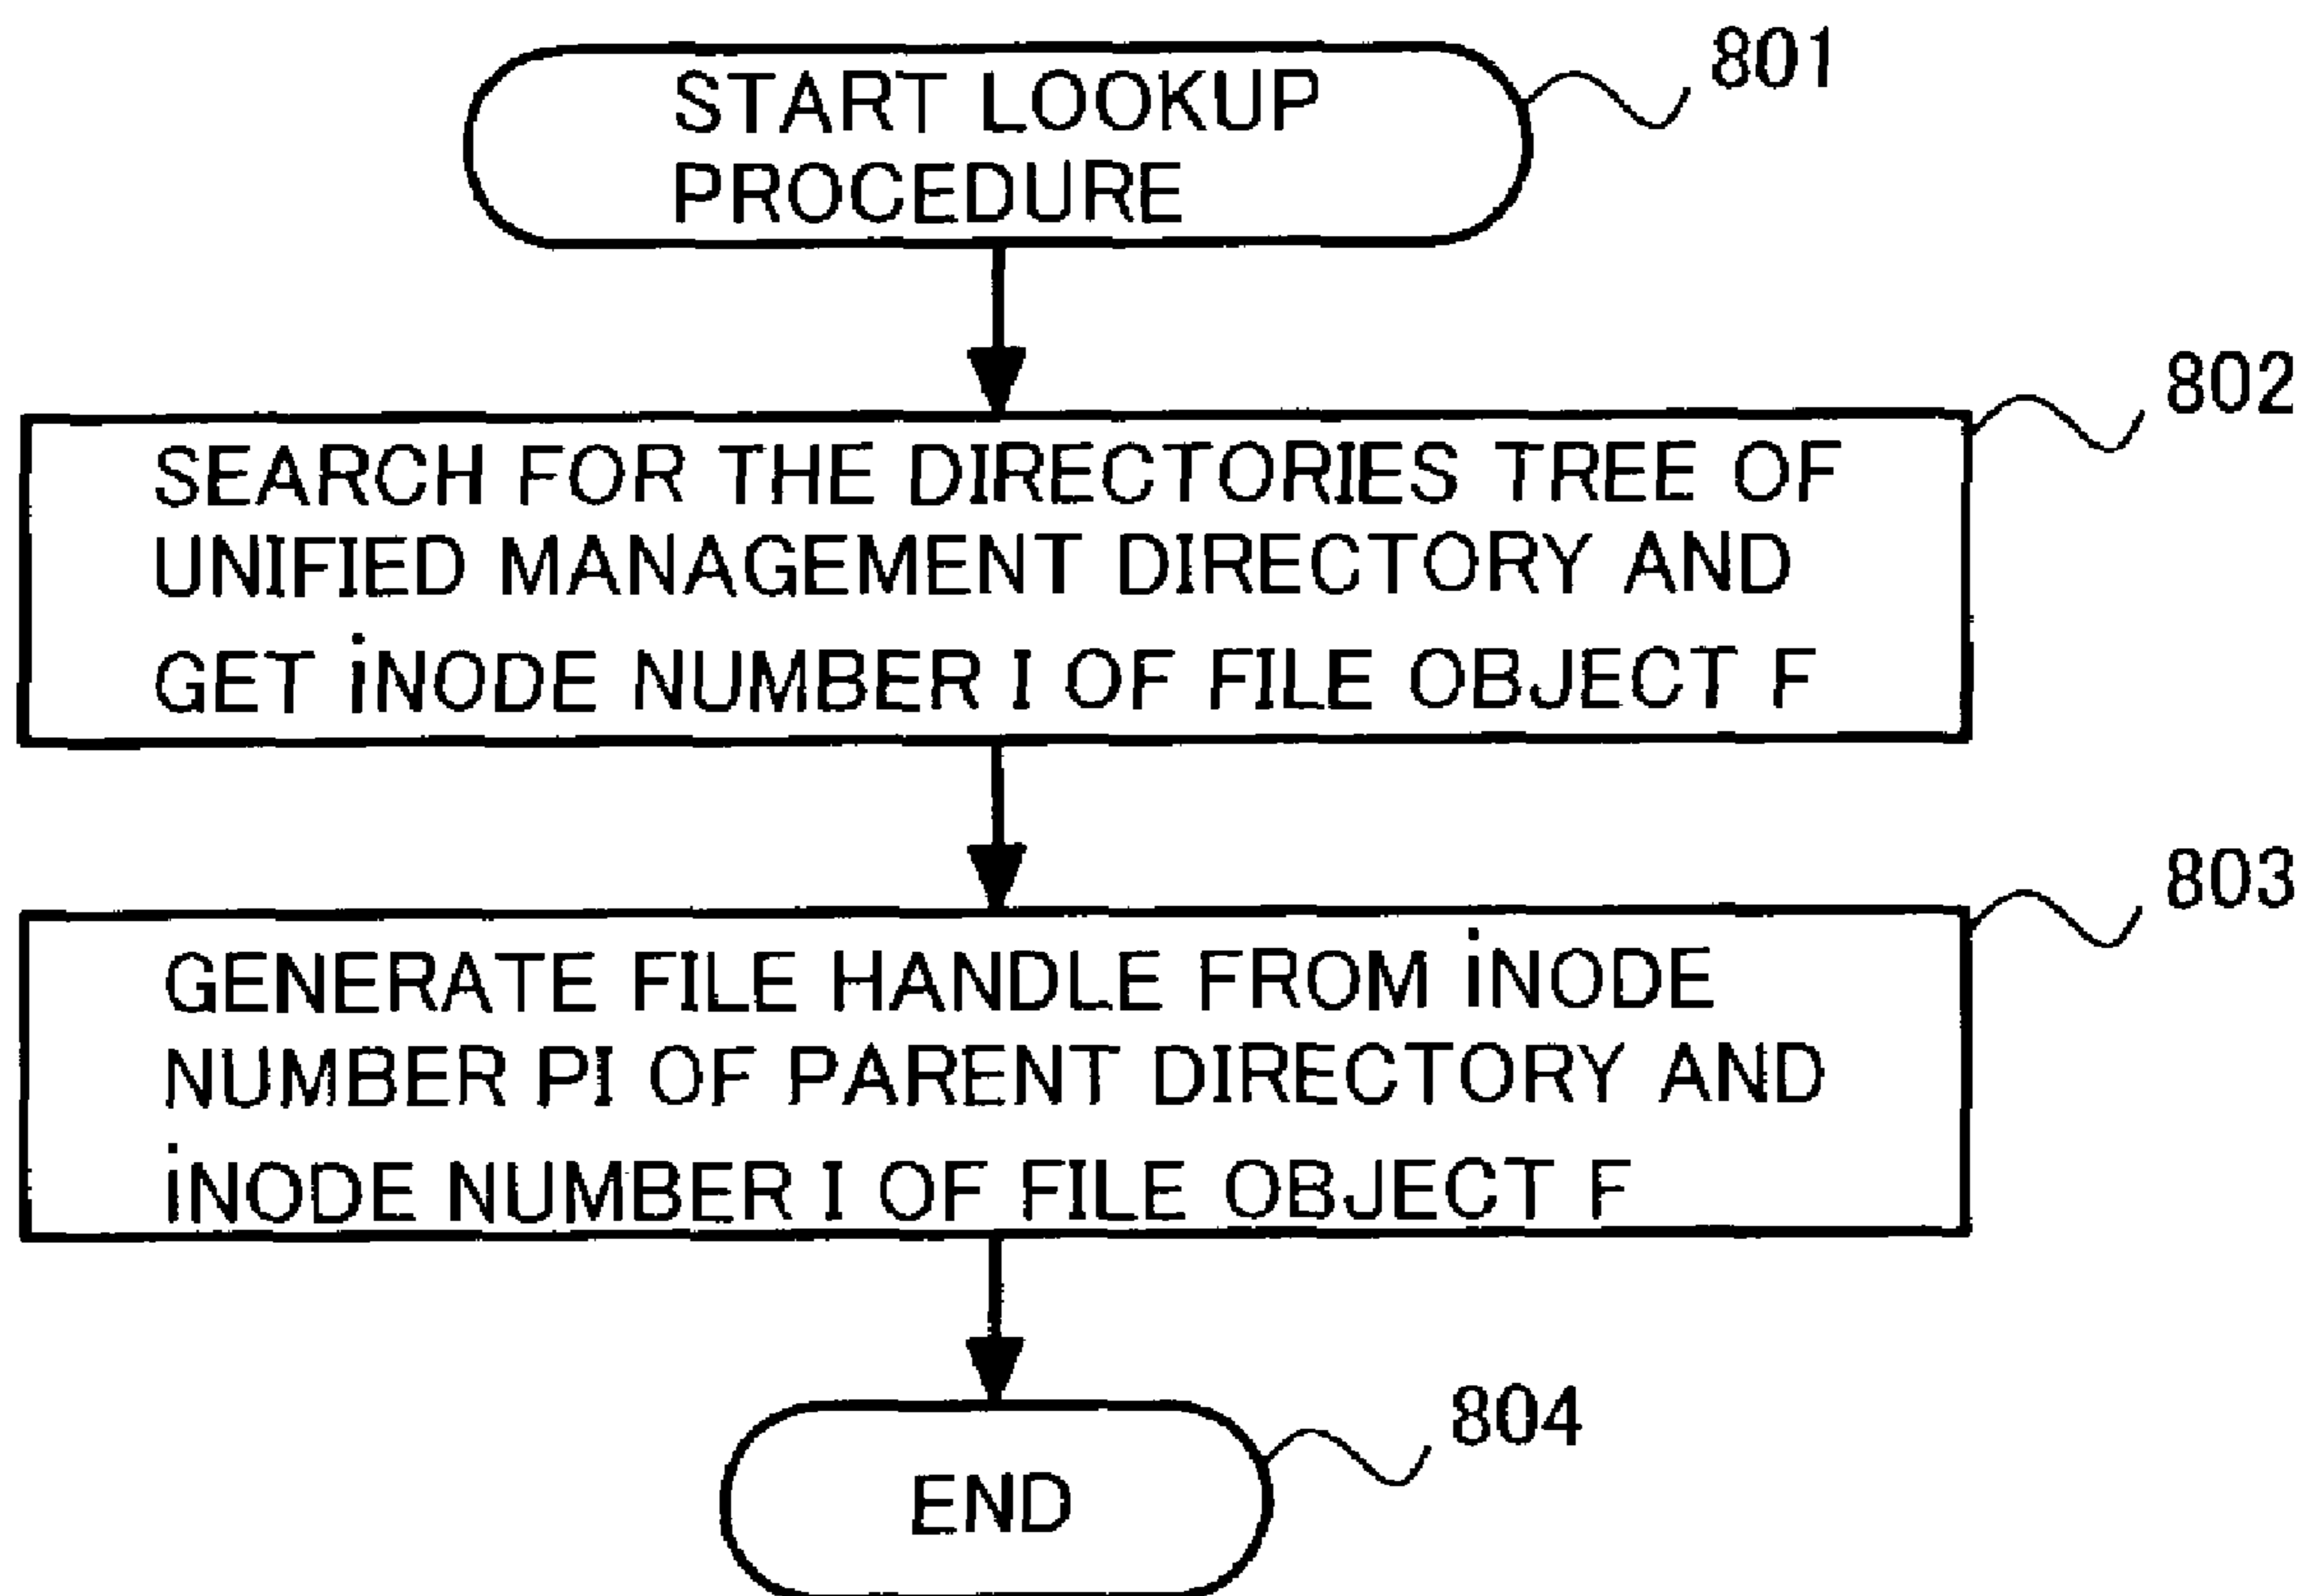 START LOOKUP
PROCEDURE
801
802
SEARCH FOR THE DIRECTORIES TREE OF
UNIFIED MANAGEMENT DIRECTORY AND
GET iNODE NUMBER I OF FILE OBJECT F
803
GENERATE FILE HANDLE FROM iNODE
NUMBER PI OF PARENT DIRECTORY AND
iNODE NUMBER I OF FILE OBJECT F
804
END